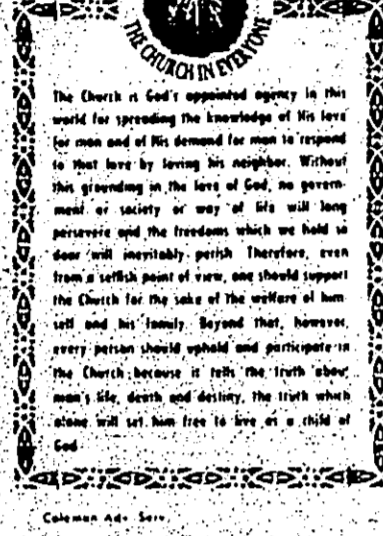 THE CHURCH IN EVERYONE
The Church is God's appointed agency in this
world for spreading the knowledge of His love
for man and of His demand for man to respond
to that love by loving his neighbor. Without
this grounding in the love of God, no govern-
ment or society or way of life will long
persevere and the freedoms which we hold so
dear will inevitably perish Therefore, even
from a selfish point of view, one should support
the Church for the sake of the welfare of him-
self and his family. Beyond that, however,
every person should uphold and participate in
the Church because it tells the truth about
man's life, death and destiny, the truth which
alone will set him free to live as a child of
God
Coleman Adv. Serv.